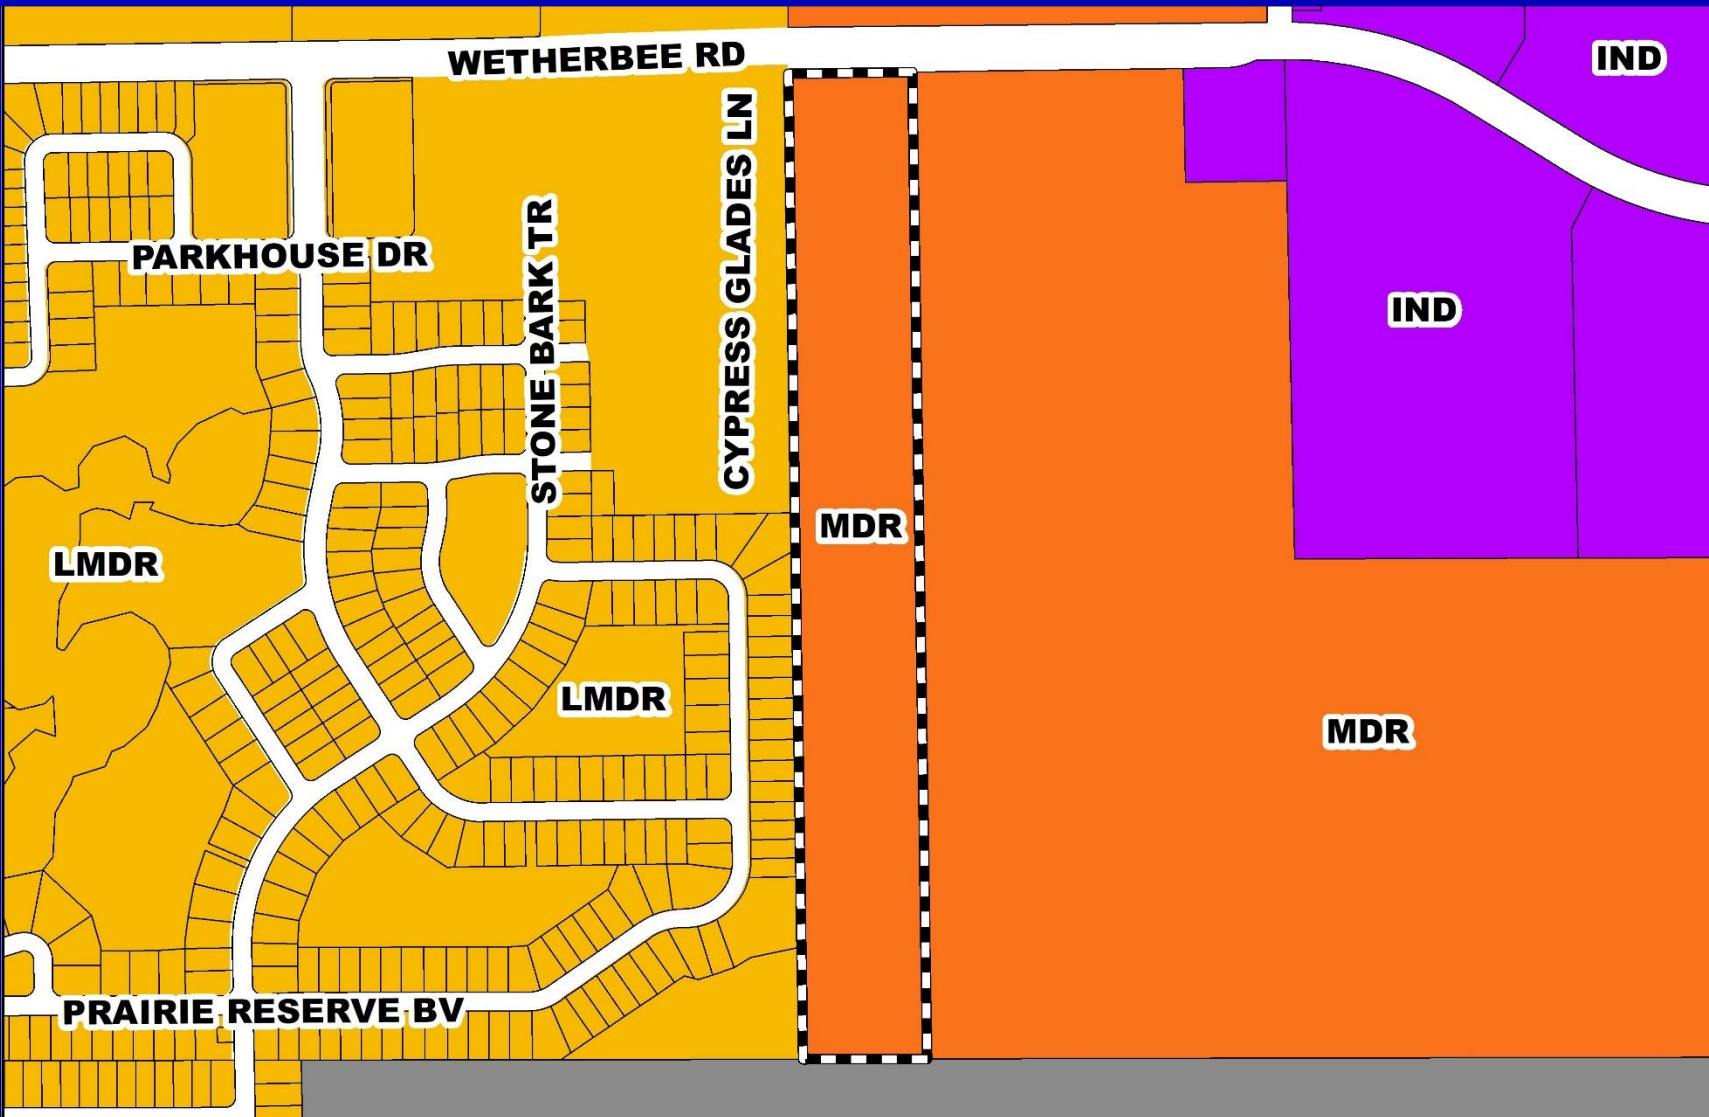 WETHERBEE RD
IND
CYPRESS GLADES LN
STONE BARK TR
PARKHOUSE DR
IND
MDR
LMDR
LMDR
MDR
PRAIRIE RESERVE BV